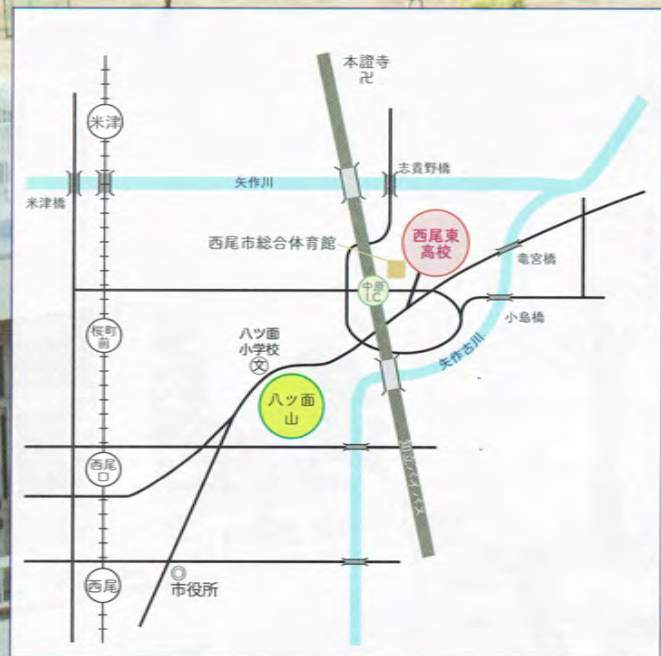 本證寺
卍
米津
志貴野橋
矢作川
米津橋
西尾市総合体育館
西尾東
高校
竜宮橋
中原
I.C
桜町
前
小島橋
八ツ面
小学校
文
矢作古川
八ツ面
山
西尾
口
西尾
市役所